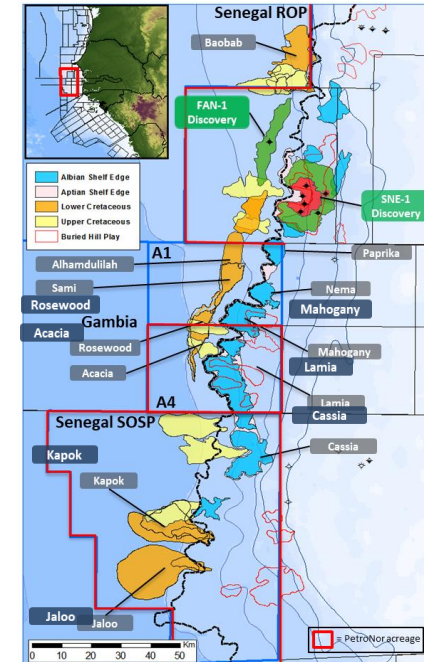 Senegal ROP
Baobab
FAN-1
Discovery
Albian Shelf Edge
Aptian Shelf Edge
Lower Cretaceous
Upper Cretaceous
Buried Hill Play
SNE-1
Discovery
A1
Paprika
Alhamdulilah
Sami
Nema
Rosewood
Mahogany
Gambia
Acacia
Rosewood
Mahogany
Lamia
Acacia
Lamia
A4
Cassia
Senegal SOSP
Cassia
Kapok
Kapok
Jaloo
Jaloo
Km
0 10 20 30 40 50
= PetroNor acreage